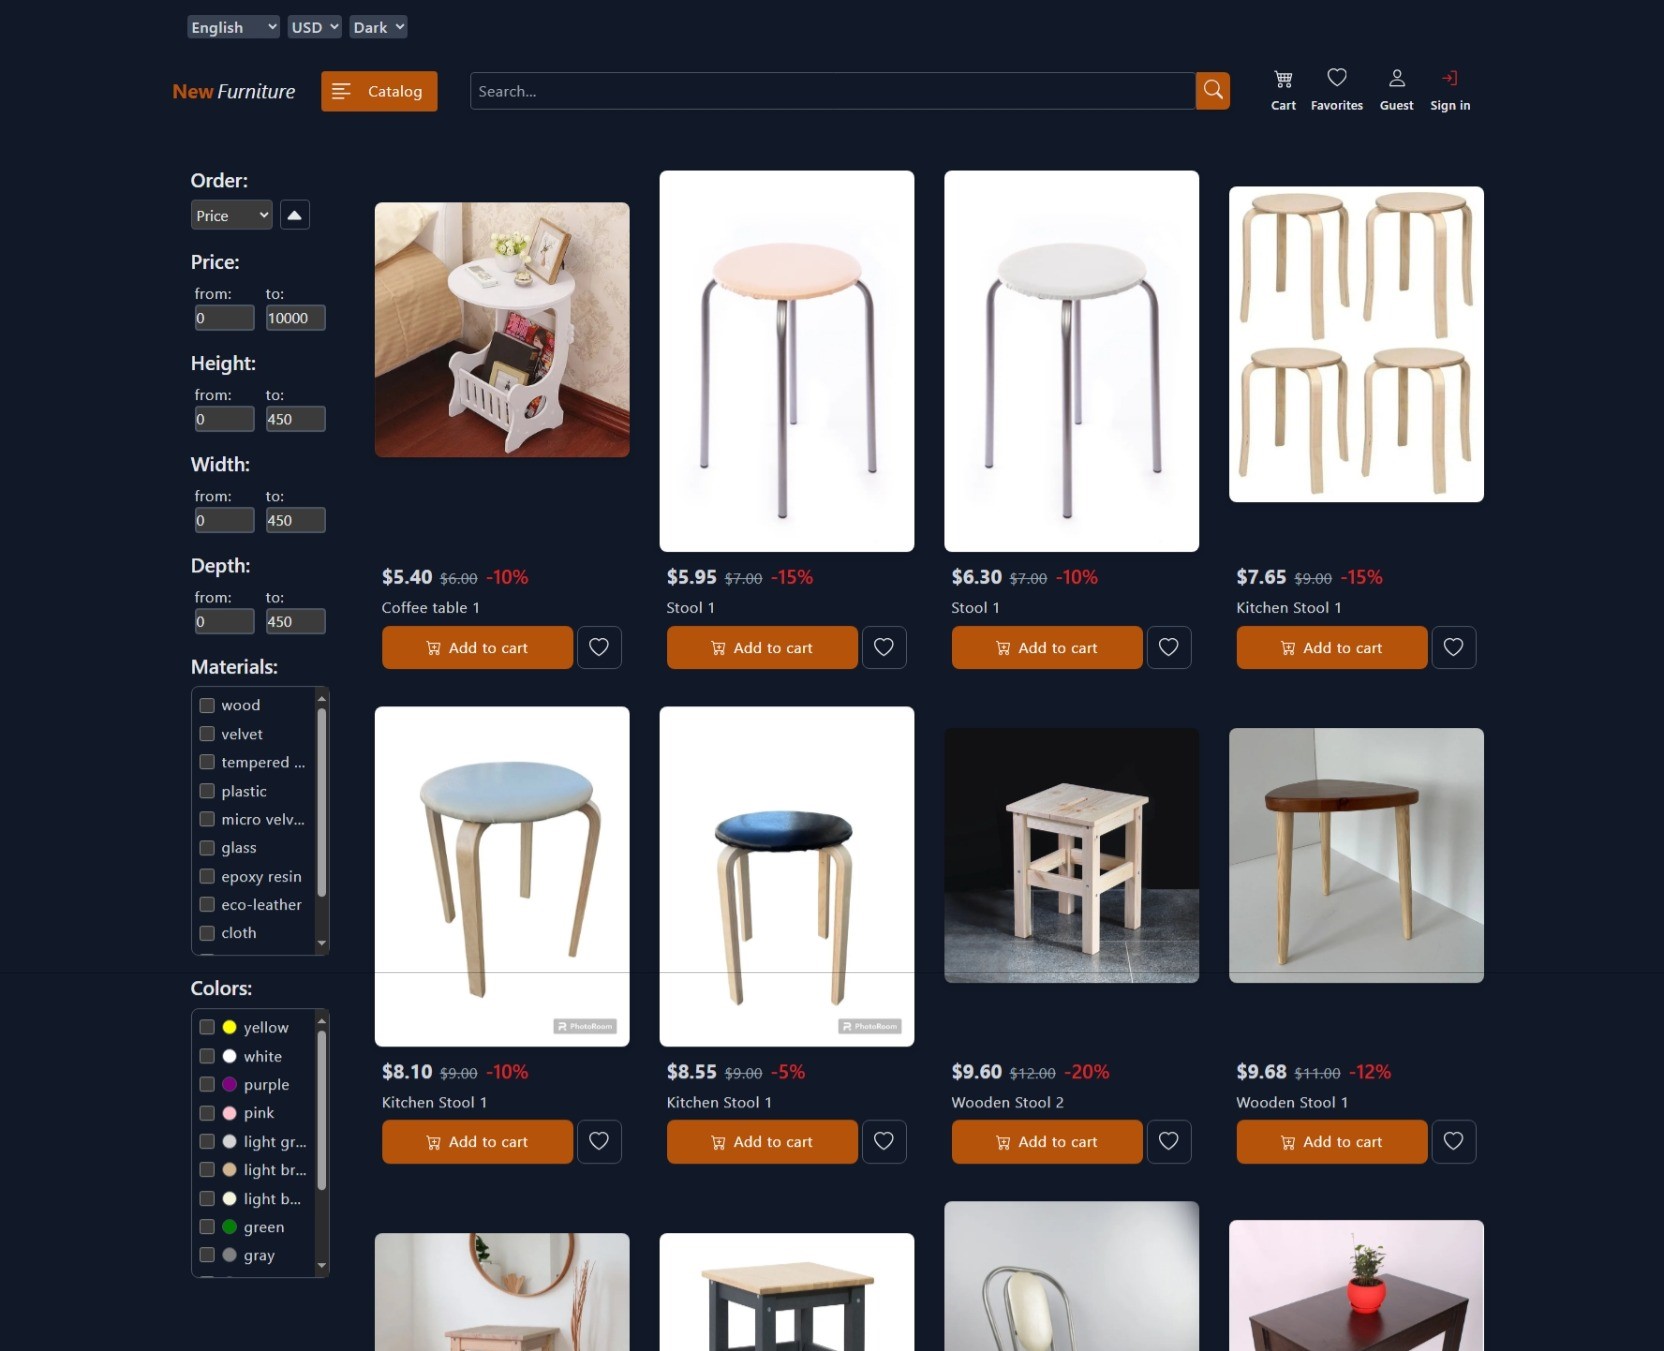 English USD Dark
New Furniture Catalog Search...
Cart Favorites Guest Sign in
Order:
Price
Price:
from: to:
0 10000
Height:
from: to:
0 450
Width:
from: to:
0 450
Depth:
from: to:
0 450
Materials:
wood
velvet
tempered ...
plastic
micro velv...
glass
epoxy resin
eco-leather
cloth
Colors:
yellow
white
purple
pink
light gr...
light br...
light b...
green
gray
$5.40 $6.00 -10%
Coffee table 1
Add to cart
$5.95 $7.00 -15%
Stool 1
Add to cart
$6.30 $7.00 -10%
Stool 1
Add to cart
$7.65 $9.00 -15%
Kitchen Stool 1
Add to cart
PhotoRoom
$8.10 $9.00 -10%
Kitchen Stool 1
Add to cart
PhotoRoom
$8.55 $9.00 -5%
Kitchen Stool 1
Add to cart
$9.60 $12.00 -20%
Wooden Stool 2
Add to cart
$9.68 $11.00 -12%
Wooden Stool 1
Add to cart